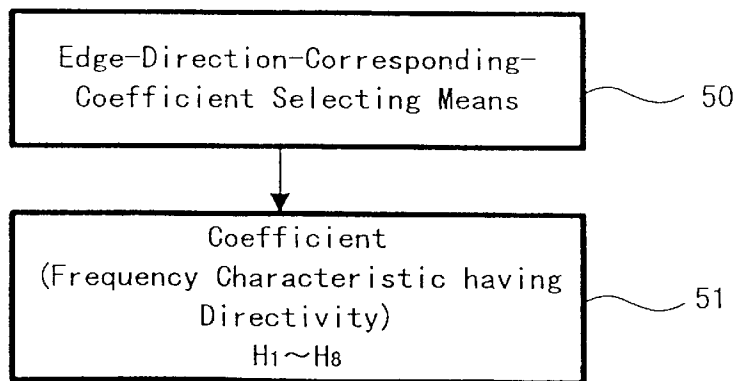 Edge-Direction-Corresponding-
Coefficient Selecting Means
50
Coefficient
(Frequency Characteristic having
Directivity)
H1~H8
51